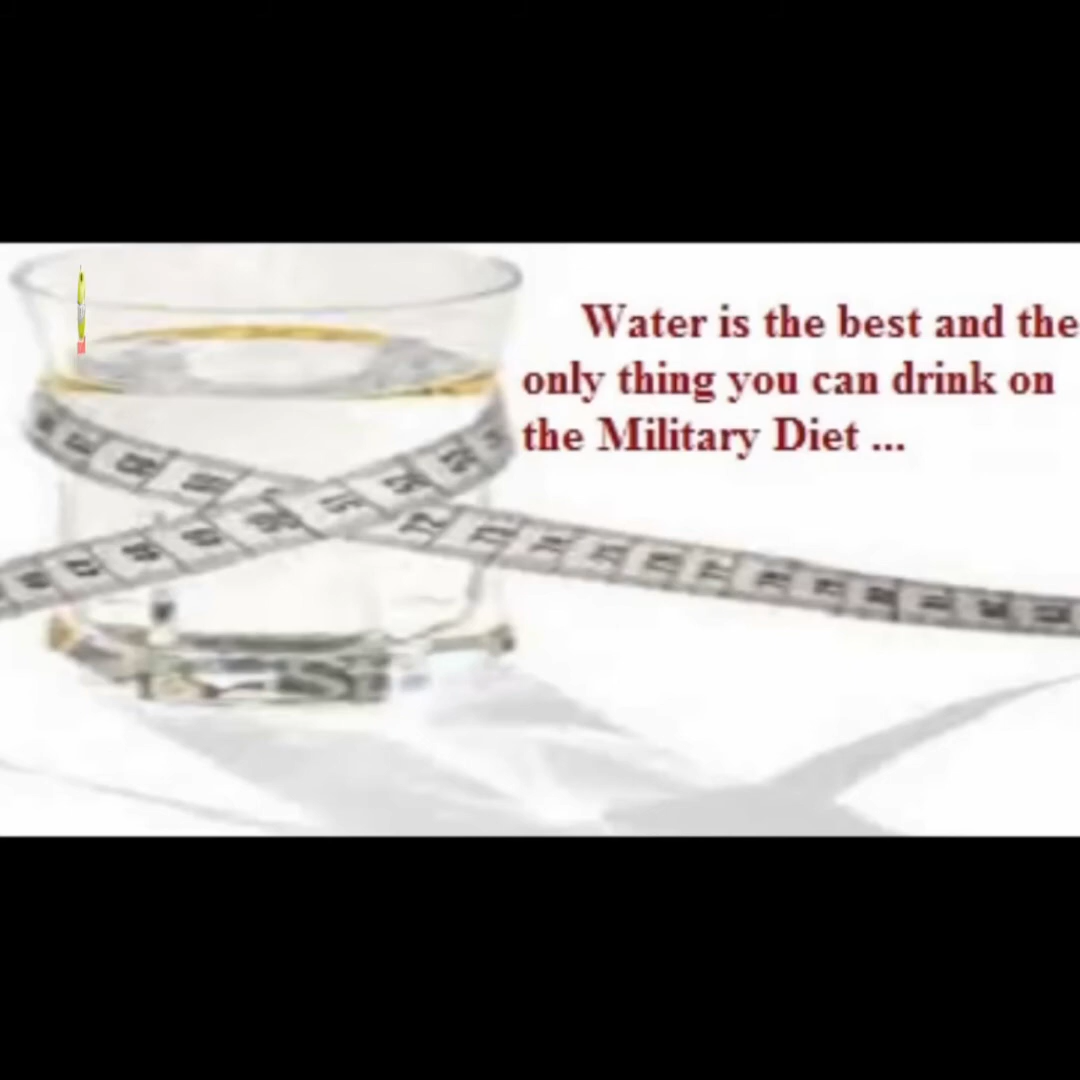 Water is the best and the
only thing you can drink on
the Military Diet ...